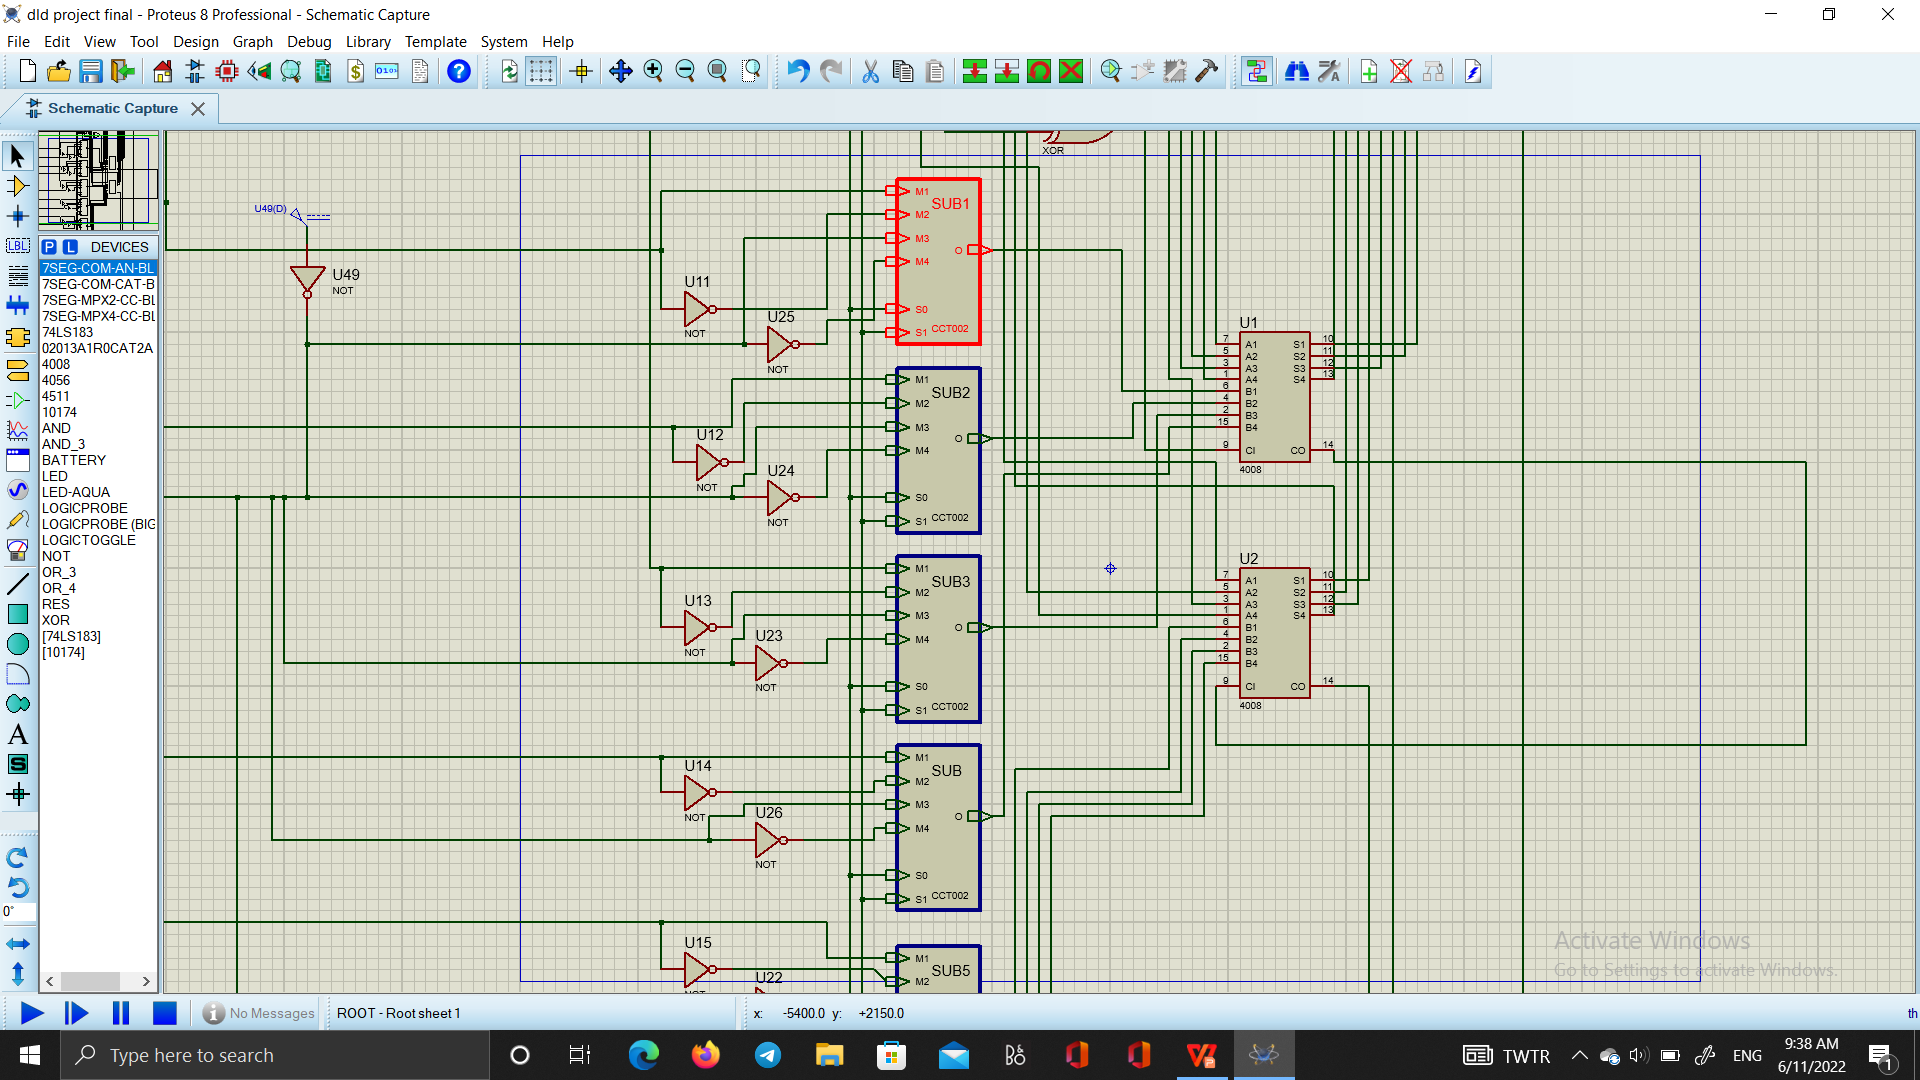 dld project final - Proteus 8 Professional - Schematic Capture
File Edit View Tool Design Graph Debug Library Template System Help
Schematic Capture
P L DEVICES
7SEG-COM-AN-BL
7SEG-COM-CAT-B
7SEG-MPX2-CC-BL
7SEG-MPX4-CC-BL
74LS183
02013A1R0CAT2A
4008
4056
4511
10174
AND
AND_3
BATTERY
LED
LED-AQUA
LOGICPROBE
LOGICPROBE (BIG
LOGICTOGGLE
NOT
OR_3
OR_4
RES
XOR
[74LS183]
[10174]
LBL
A
S
0°
XOR
U49(D)
U49
NOT
U11
NOT
U25
NOT
M1
M2
M3
M4
S0
S1
SUB1
O
CCT002
U12
NOT
U24
NOT
M1
M2
M3
M4
S0
S1
SUB2
O
CCT002
U13
NOT
U23
NOT
M1
M2
M3
M4
S0
S1
SUB3
O
CCT002
U14
NOT
U26
NOT
M1
M2
M3
M4
S0
S1
SUB
O
CCT002
U15
NOT
U22
M1
M2
SUB5
U1
7 A1 S1 10
5 A2 S2 11
3 A3 S3 12
1 A4 S4 13
6 B1
4 B2
2 B3
15 B4
9 CI CO 14
4008
U2
7 A1 S1 10
5 A2 S2 11
3 A3 S3 12
1 A4 S4 13
6 B1
4 B2
2 B3
15 B4
9 CI CO 14
4008
Activate Windows
Go to Settings to activate Windows.
No Messages
ROOT - Root sheet 1
x: -5400.0 y: +2150.0
th
Type here to search
TWTR
ENG
9:38 AM
6/11/2022
1